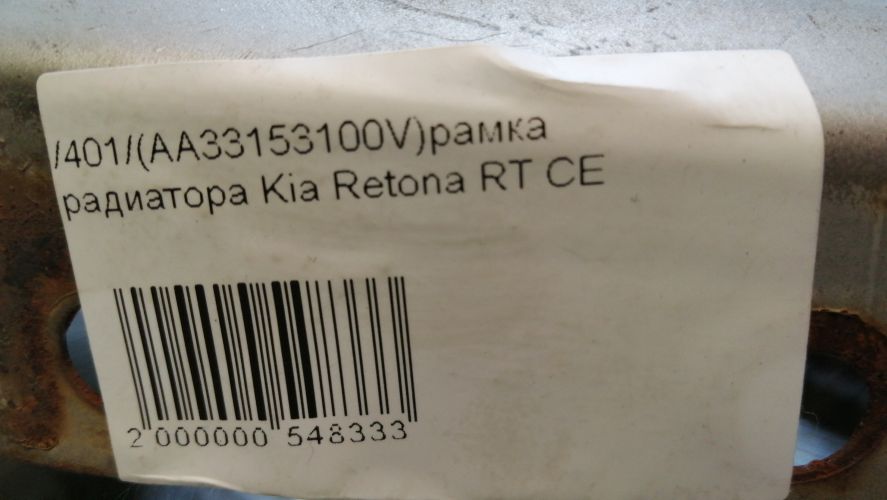 /401/(AA33153100V)рамка
радиатора Kia Retona RT CE
2 000000 548333